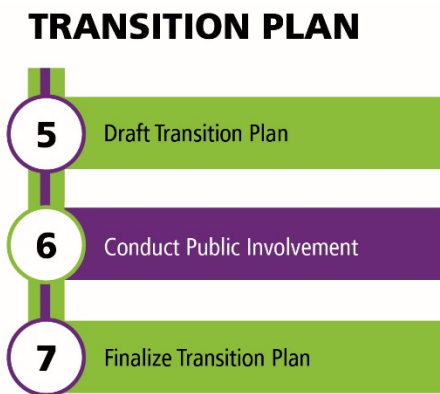 TRANSITION PLAN
5 Draft Transition Plan
6 Conduct Public Involvement
7 Finalize Transition Plan